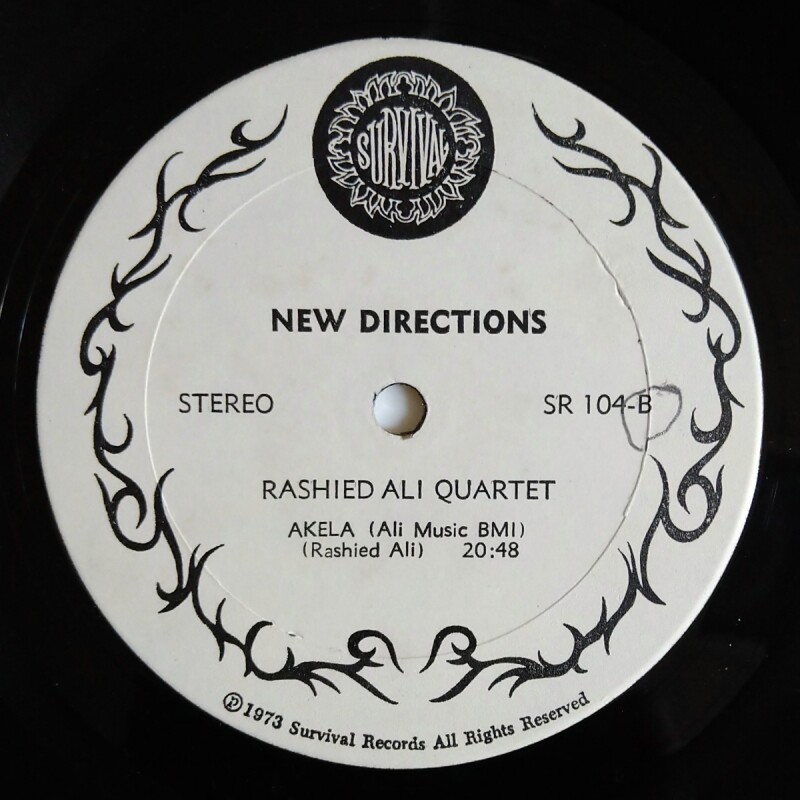 SURVIVAL
NEW DIRECTIONS
STEREO SR 104-B
RASHIED ALI QUARTET
AKELA (Ali Music BMI)
(Rashied Ali) 20:48
℗1973 Survival Records All Rights Reserved